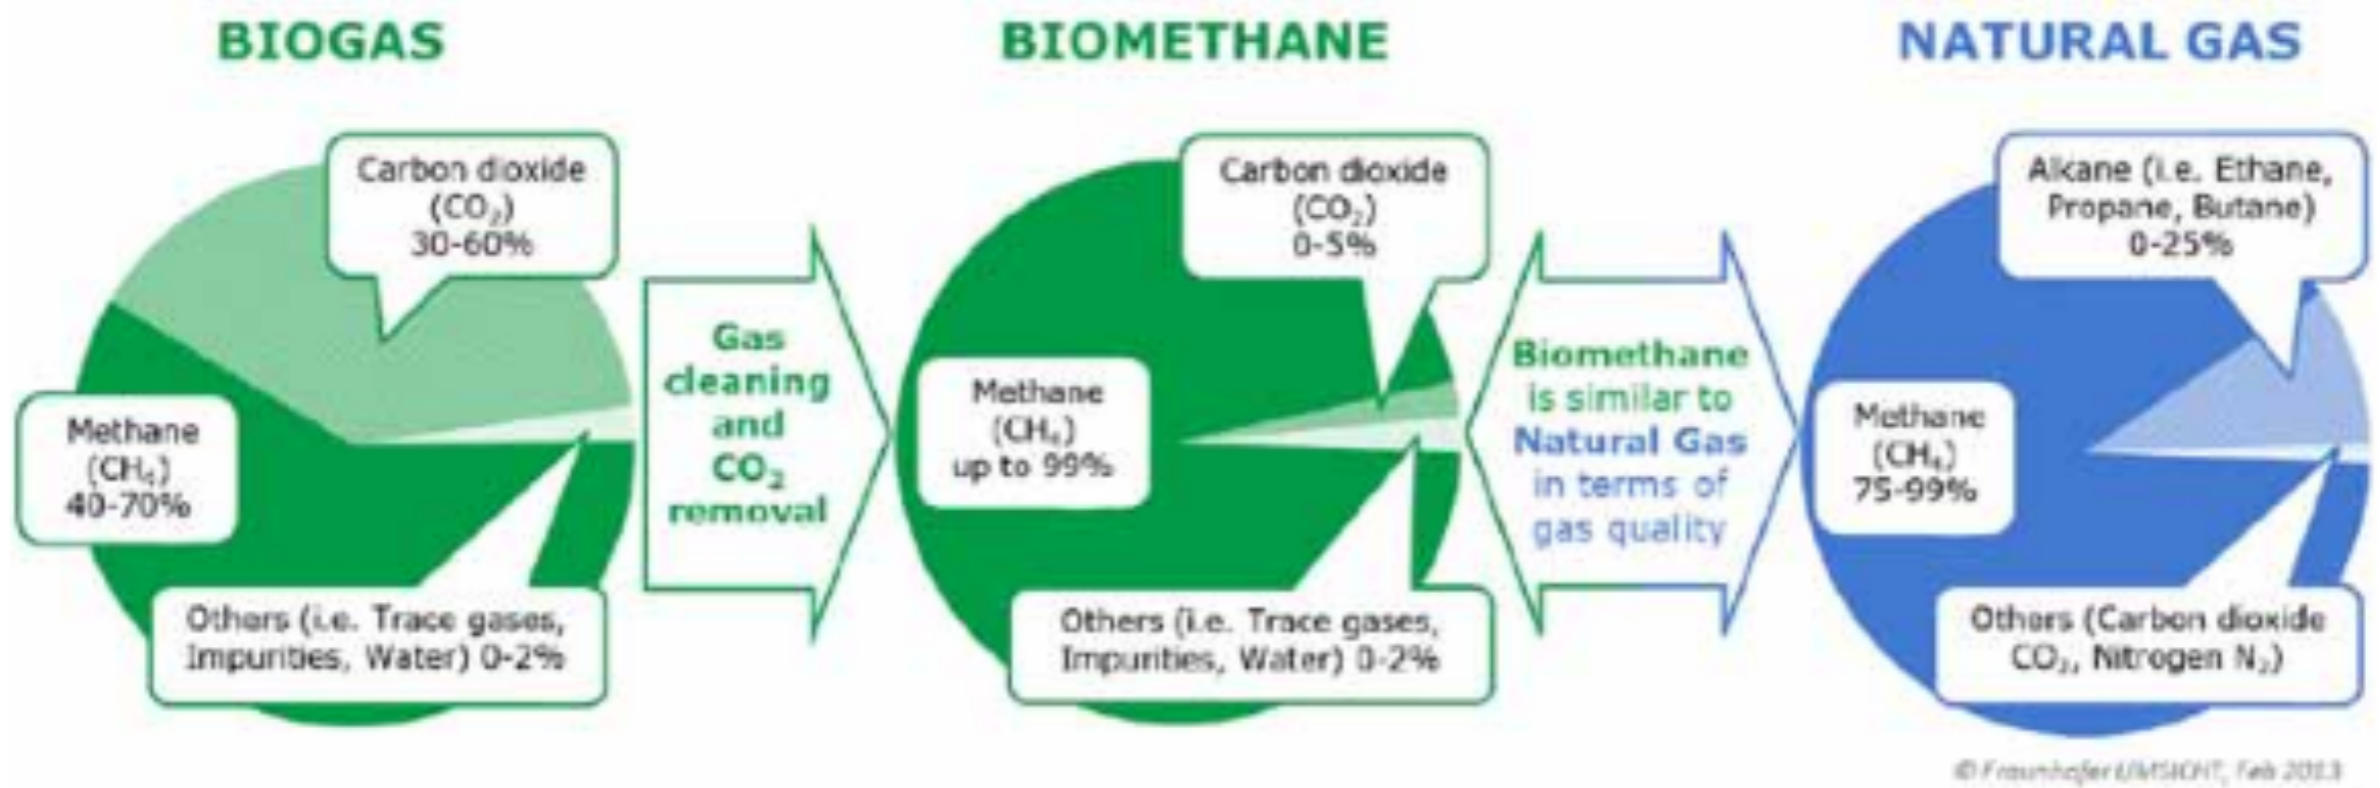 BIOGAS
BIOMETHANE
NATURAL GAS
Carbon dioxide
(CO₂)
30-60%
Methane
(CH₄)
40-70%
Others (i.e. Trace gases,
Impurities, Water) 0-2%
Gas
cleaning
and
CO₂
removal
Carbon dioxide
(CO₂)
0-5%
Methane
(CH₄)
up to 99%
Others (i.e. Trace gases,
Impurities, Water) 0-2%
Biomethane
is similar to
Natural Gas
in terms of
gas quality
Alkane (i.e. Ethane,
Propane, Butane)
0-25%
Methane
(CH₄)
75-99%
Others (Carbon dioxide
CO₂, Nitrogen N₂)
© Fraunhofer UMSICHT, Feb 2013